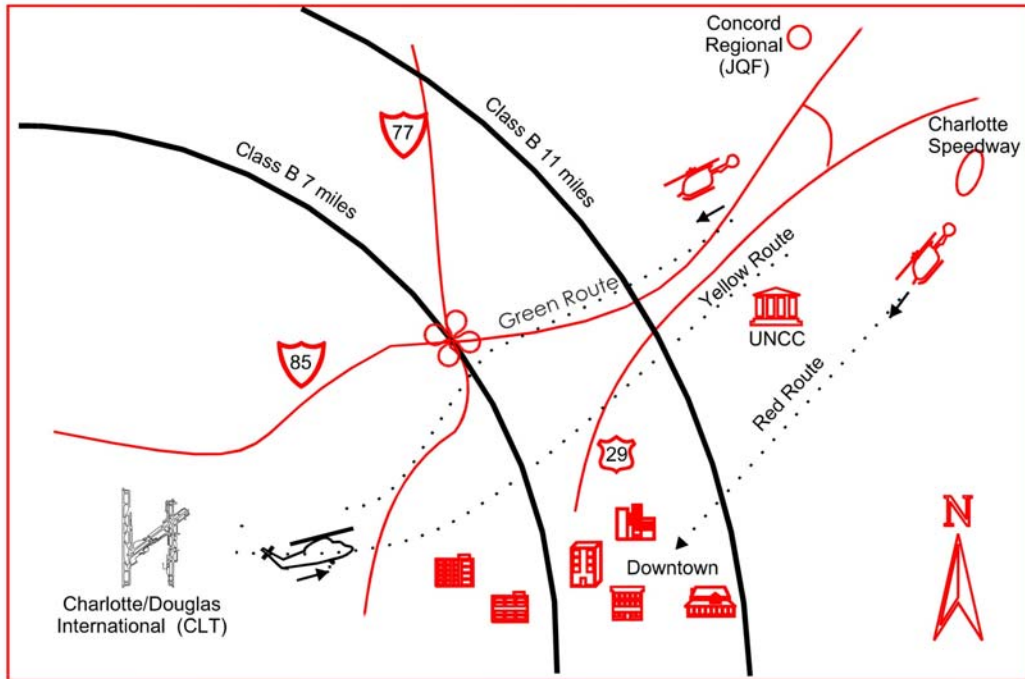 Concord
Regional
(JQF)
77
Class B 7 miles
Class B 11 miles
Charlotte
Speedway
Green Route
Yellow Route
UNCC
85
Red Route
29
N
Downtown
Charlotte/Douglas
International (CLT)